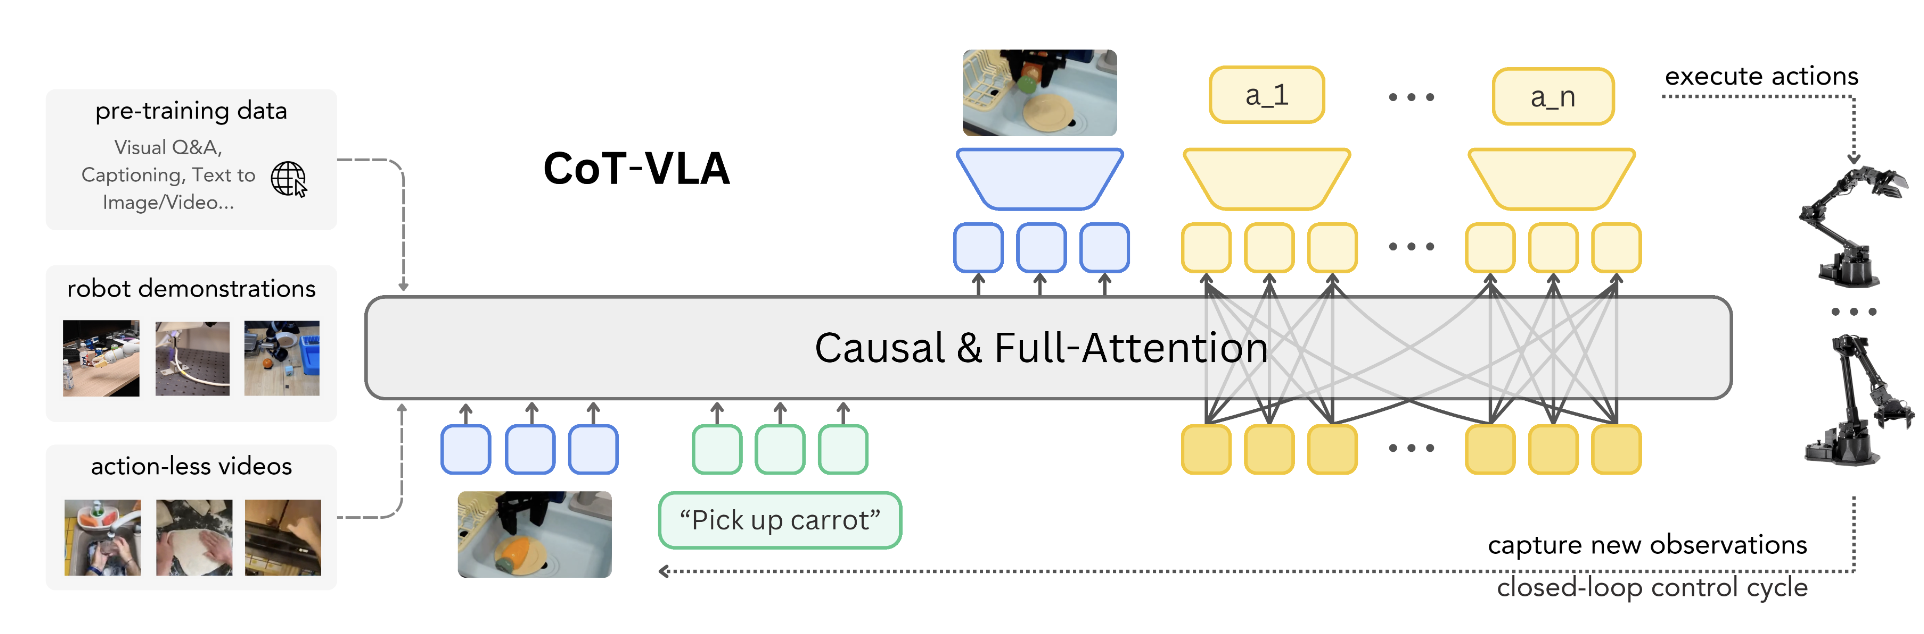 pre-training data
Visual Q&A,
Captioning, Text to
Image/Video...
robot demonstrations
action-less videos
CoT-VLA
a_1
a_n
execute actions
Causal & Full-Attention
“Pick up carrot”
capture new observations
closed-loop control cycle